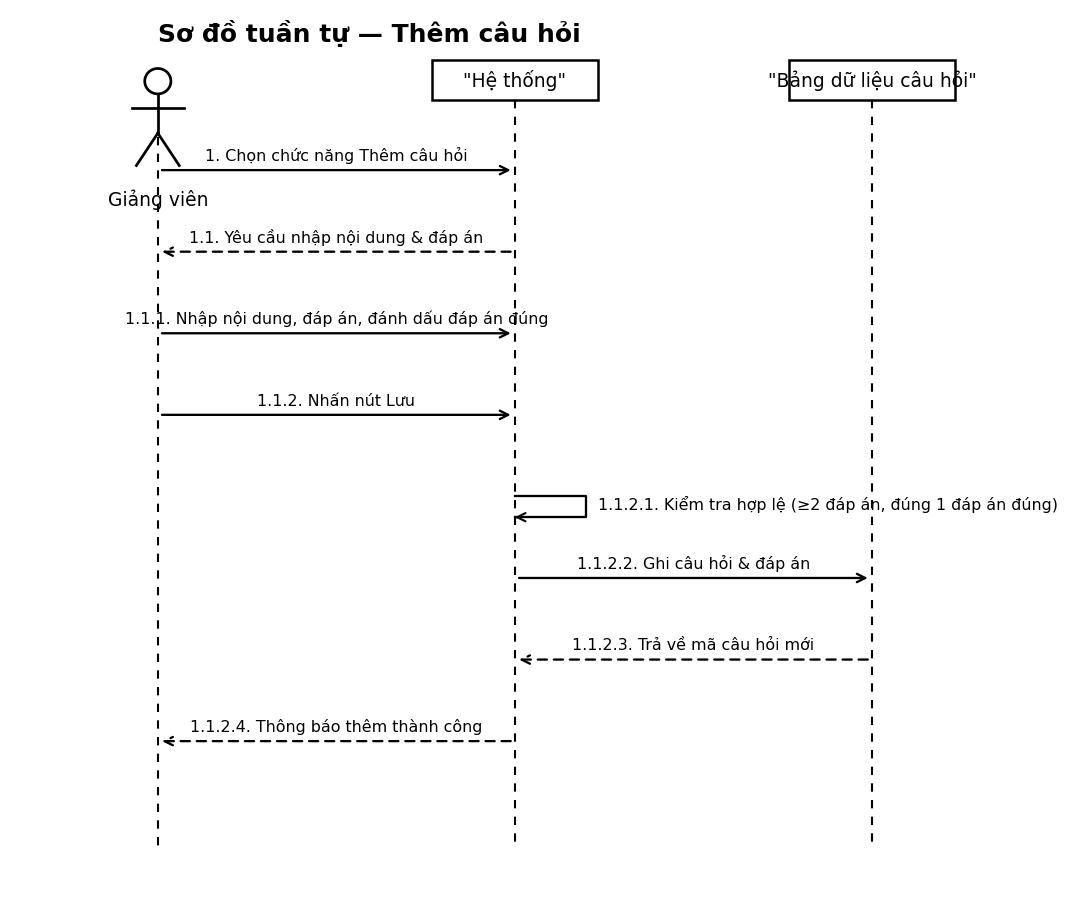 Sơ đồ tuần tự — Thêm câu hỏi
"Hệ thống"
"Bảng dữ liệu câu hỏi"
1. Chọn chức năng Thêm câu hỏi
Giảng viên
1.1. Yêu cầu nhập nội dung & đáp án
1.1.1. Nhập nội dung, đáp án, đánh dấu đáp án đúng
1.1.2. Nhấn nút Lưu
1.1.2.1. Kiểm tra hợp lệ (≥2 đáp án, đúng 1 đáp án đúng)
1.1.2.2. Ghi câu hỏi & đáp án
1.1.2.3. Trả về mã câu hỏi mới
1.1.2.4. Thông báo thêm thành công